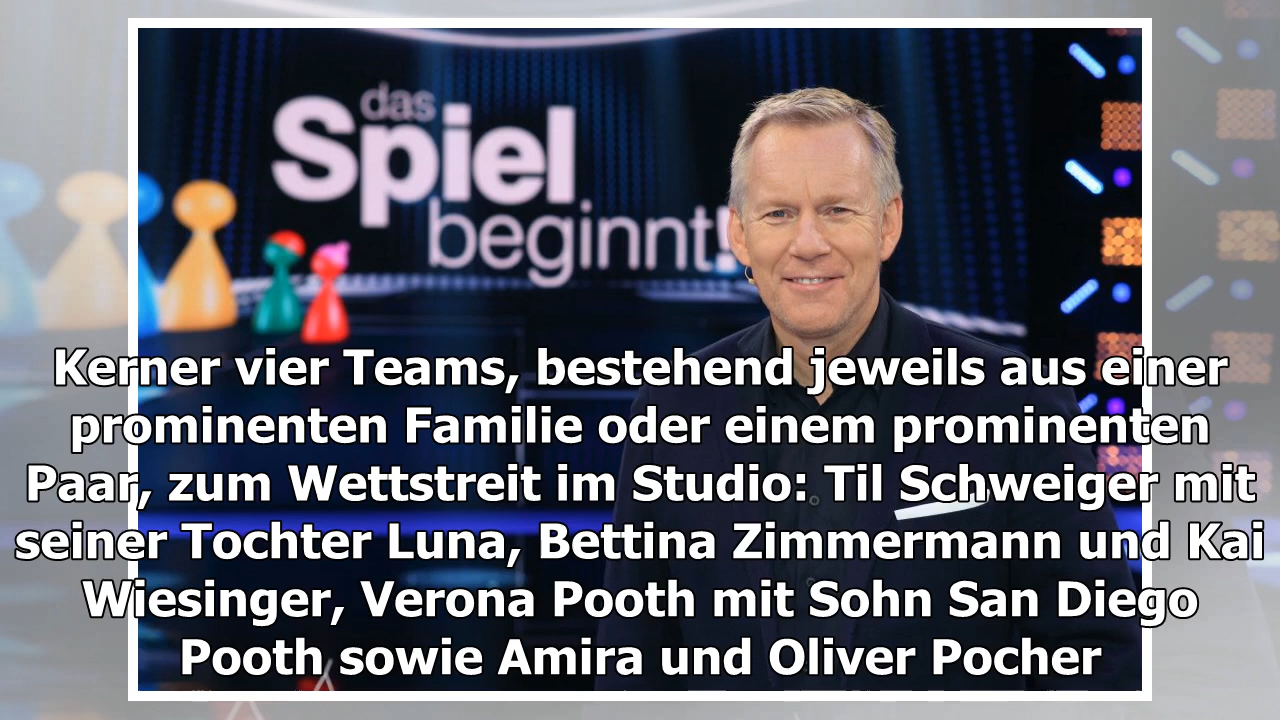 das
Spiel
beginnt!
Kerner vier Teams, bestehend jeweils aus einer
prominenten Familie oder einem prominenten
Paar, zum Wettstreit im Studio: Til Schweiger mit
seiner Tochter Luna, Bettina Zimmermann und Kai
Wiesinger, Verona Pooth mit Sohn San Diego
Pooth sowie Amira und Oliver Pocher